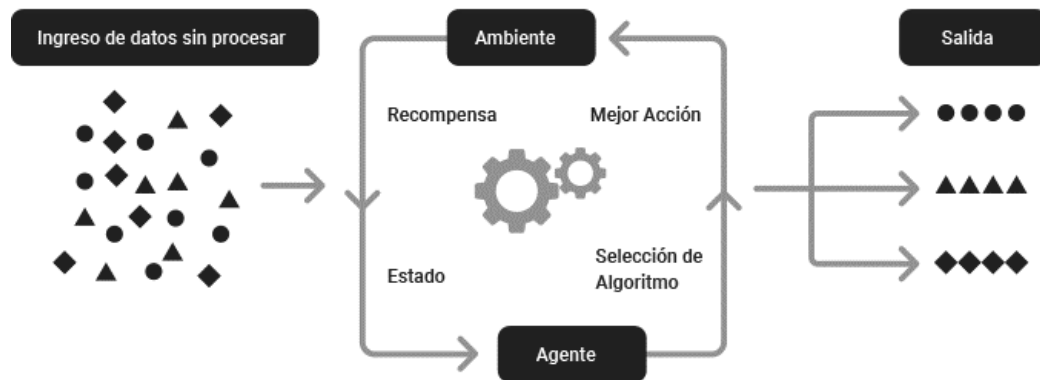 Ingreso de datos sin procesar
Ambiente
Salida
Recompensa
Mejor Acción
Estado
Selección de
Algoritmo
Agente